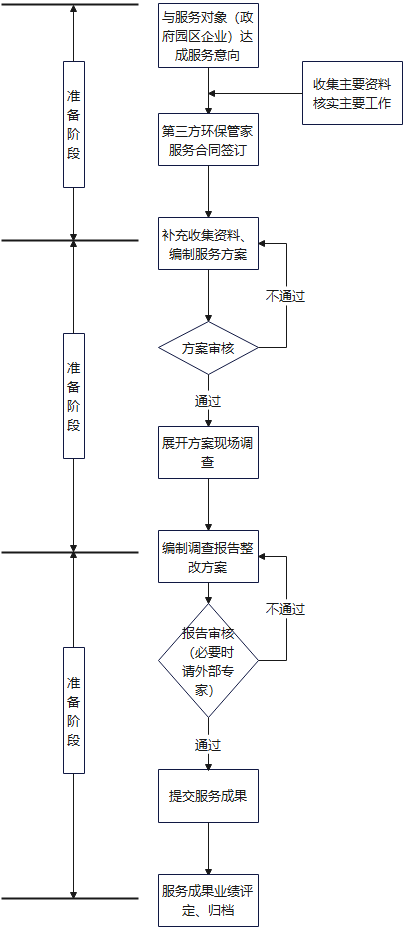 与服务对象（政
府园区企业）达
成服务意向
收集主要资料
核实主要工作
准
备
阶
段
第三方环保管家
服务合同签订
补充收集资料、
编制服务方案
不通过
方案审核
准
备
阶
段
通过
展开方案现场调
查
编制调查报告整
改方案
不通过
报告审核
（必要时
请外部专
家）
准
备
阶
段
通过
提交服务成果
服务成果业绩评
定、归档